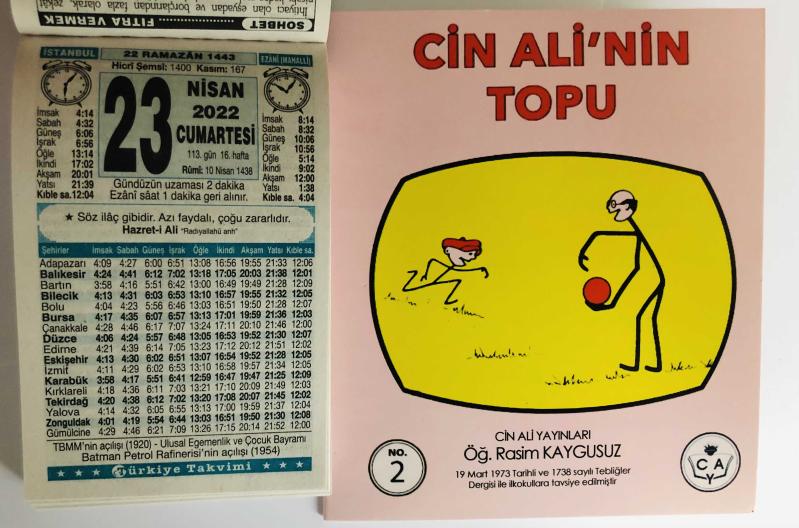 İhtiyaci olan eşyadan ve borçlarından fazla olarak, zekât
SOHBET FITRA VERMEK
İSTANBUL
22 RAMAZÂN 1443
EZÂNÎ (MAHALLÎ)
Hicrî Şemsî: 1400 Kasım: 167
23
NİSAN
2022
CUMARTESİ
113. gün 16. hafta
Rûmî: 10 Nisan 1438
İmsak 4:14
Sabah 4:32
Güneş 6:06
İşrak 6:56
Öğle 13:14
İkindi 17:02
Akşam 20:01
Yatsı 21:39
Kıble sa. 12:04
İmsak 8:14
Sabah 8:32
Güneş 10:06
İşrak 10:56
Öğle 5:14
İkindi 9:02
Akşam 12:00
Yatsı 1:38
Kıble sa. 4:04
Gündüzün uzaması 2 dakika
Ezânî sâat 1 dakika geri alınır.
★ Söz ilâç gibidir. Azı faydalı, çoğu zararlıdır.
Hazret-i Ali "Radıyallahü anh"
Şehirler İmsak Sabah Güneş İşrak Öğle İkindi Akşam Yatsı Kıble sa.
Adapazarı 4:09 4:27 6:00 6:51 13:08 16:56 19:55 21:33 12:06
Balıkesir 4:24 4:41 6:12 7:02 13:18 17:05 20:03 21:38 12:01
Bartın 3:58 4:16 5:51 6:42 13:00 16:49 19:49 21:28 12:09
Bilecik 4:13 4:31 6:03 6:53 13:10 16:57 19:55 21:32 12:05
Bolu 4:04 4:23 5:56 6:46 13:03 16:51 19:50 21:28 12:07
Bursa 4:17 4:35 6:07 6:57 13:13 17:01 19:59 21:36 12:03
Çanakkale 4:28 4:46 6:17 7:07 13:24 17:11 20:10 21:46 12:00
Düzce 4:06 4:24 5:57 6:48 13:05 16:53 19:52 21:30 12:07
Edirne 4:21 4:39 6:14 7:05 13:23 17:12 20:12 21:51 12:02
Eskişehir 4:13 4:30 6:02 6:51 13:07 16:54 19:52 21:28 12:05
İzmit 4:11 4:29 6:02 6:53 13:10 16:58 19:57 21:34 12:05
Karabük 3:58 4:17 5:51 6:41 12:59 16:47 19:47 21:25 12:09
Kırklareli 4:18 4:36 6:11 7:03 13:21 17:10 20:09 21:49 12:03
Tekirdağ 4:20 4:38 6:12 7:02 13:20 17:08 20:07 21:45 12:02
Yalova 4:14 4:32 6:05 6:55 13:13 17:00 19:59 21:37 12:04
Zonguldak 4:01 4:19 5:54 6:44 13:03 16:51 19:50 21:30 12:08
Gümülcine 4:29 4:46 6:21 7:09 13:26 17:15 20:14 21:52 12:00
TBMM'nin açılışı (1920) - Ulusal Egemenlik ve Çocuk Bayramı
Batman Petrol Rafinerisi'nin açılışı (1954)
Türkiye Takvimi
CİN ALİ'NİN
TOPU
NO.
2
CİN ALİ YAYINLARI
Öğ. Rasim KAYGUSUZ
19 Mart 1973 Tarihli ve 1738 sayılı Tebliğler
Dergisi ile ilkokullara tavsiye edilmiştir
CAY